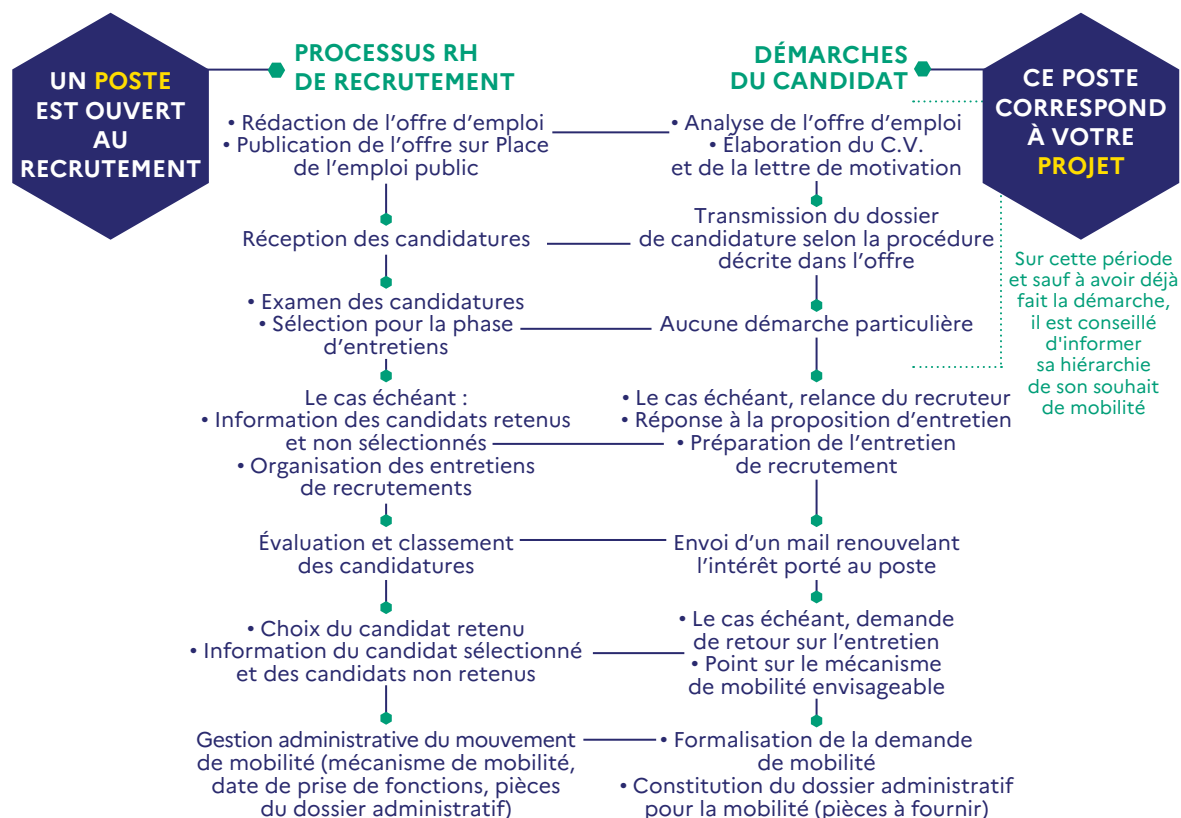 UN POSTE
EST OUVERT
AU
RECRUTEMENT
PROCESSUS RH
DE RECRUTEMENT
• Rédaction de l'offre d'emploi
• Publication de l'offre sur Place
de l'emploi public
Réception des candidatures
• Examen des candidatures
• Sélection pour la phase
d'entretiens
Le cas échéant :
• Information des candidats retenus
et non sélectionnés
• Organisation des entretiens
de recrutements
Évaluation et classement
des candidatures
• Choix du candidat retenu
• Information du candidat sélectionné
et des candidats non retenus
Gestion administrative du mouvement
de mobilité (mécanisme de mobilité,
date de prise de fonctions, pièces
du dossier administratif)
DÉMARCHES
DU CANDIDAT
• Analyse de l'offre d'emploi
• Élaboration du C.V.
et de la lettre de motivation
Transmission du dossier
de candidature selon la procédure
décrite dans l'offre
Aucune démarche particulière
• Le cas échéant, relance du recruteur
• Réponse à la proposition d'entretien
• Préparation de l'entretien
de recrutement
Envoi d'un mail renouvelant
l'intérêt porté au poste
• Le cas échéant, demande
de retour sur l'entretien
• Point sur le mécanisme
de mobilité envisageable
• Formalisation de la demande
de mobilité
• Constitution du dossier administratif
pour la mobilité (pièces à fournir)
CE POSTE
CORRESPOND
À VOTRE
PROJET
Sur cette période
et sauf à avoir déjà
fait la démarche,
il est conseillé
d'informer
sa hiérarchie
de son souhait
de mobilité